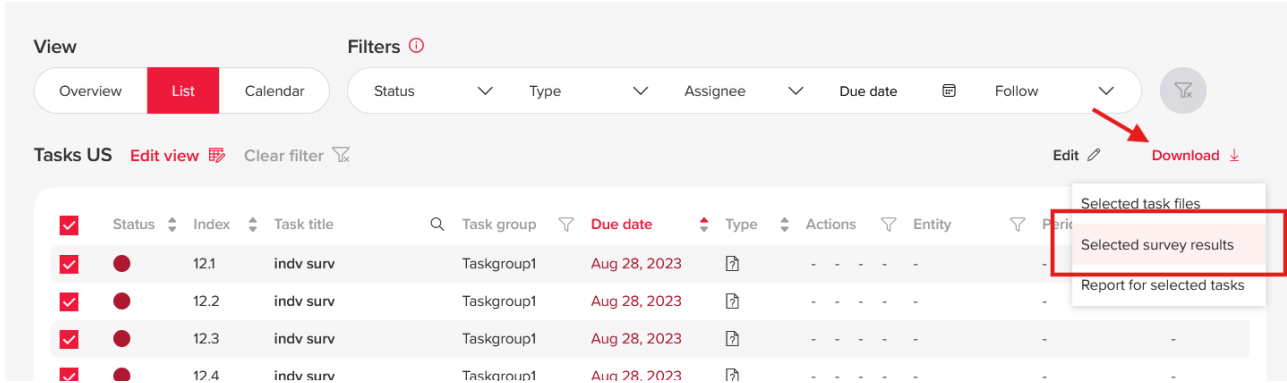 View
Filters
Overview List Calendar
Status Type Assignee Due date Follow
Tasks US Edit view Clear filter Edit Download
Selected task files
Selected survey results
Report for selected tasks
Status Index Task title Task group Due date Type Actions Entity
12.1 indv surv Taskgroup1 Aug 28, 2023 - - - - - -
12.2 indv surv Taskgroup1 Aug 28, 2023 - - - - - -
12.3 indv surv Taskgroup1 Aug 28, 2023 - - - - - - -
12.4 indv surv Taskgroup1 Aug 28, 2023 - - - - - - -